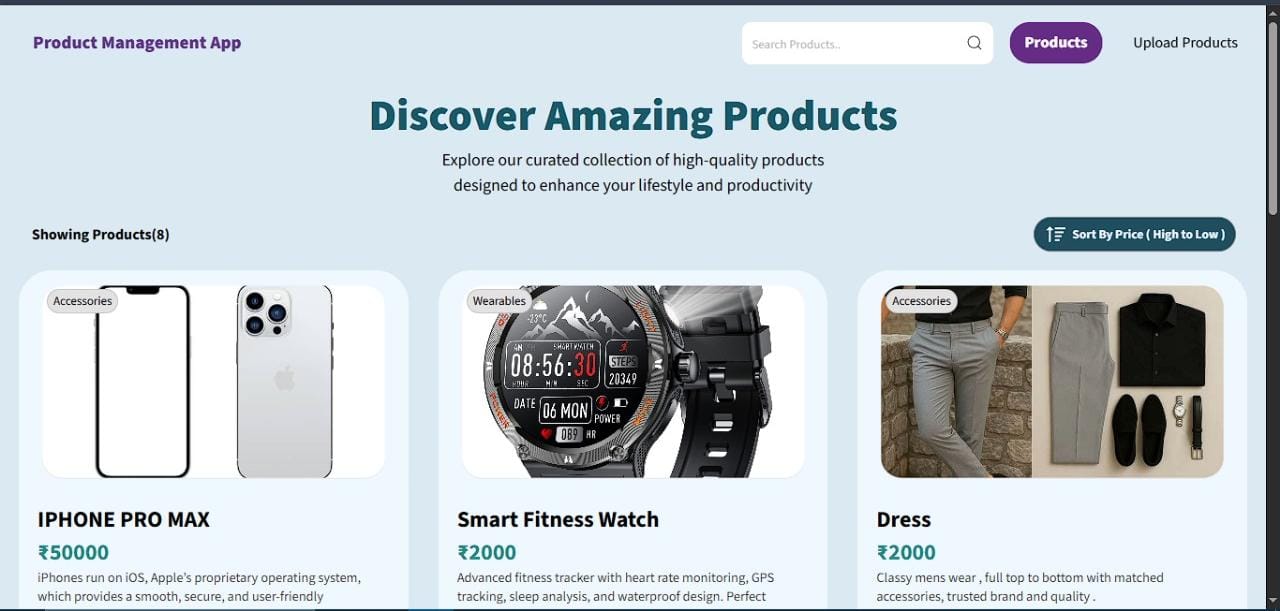 Product Management App
Search Products..
Products
Upload Products
Discover Amazing Products
Explore our curated collection of high-quality products
designed to enhance your lifestyle and productivity
Showing Products(8)
Sort By Price ( High to Low )
Accessories
Wearables
-23°C
AM SMARTWATCH
08:56:30
HOUR MIN SEC
STEPS
20349
DATE
06 MON
POWER
089 HR
Accessories
IPHONE PRO MAX
₹50000
iPhones run on iOS, Apple's proprietary operating system,
which provides a smooth, secure, and user-friendly
Smart Fitness Watch
₹2000
Advanced fitness tracker with heart rate monitoring, GPS
tracking, sleep analysis, and waterproof design. Perfect
Dress
₹2000
Classy mens wear , full top to bottom with matched
accessories, trusted brand and quality .